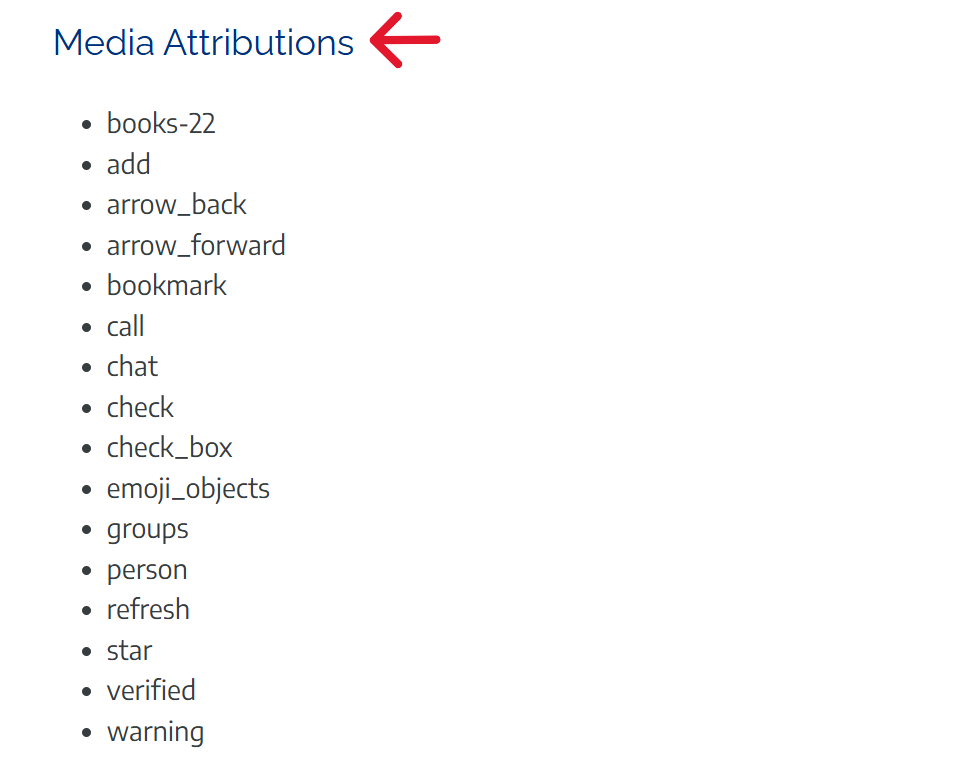 Media Attributions
books-22
add
arrow_back
arrow_forward
bookmark
call
chat
check
check_box
emoji_objects
groups
person
refresh
star
verified
warning